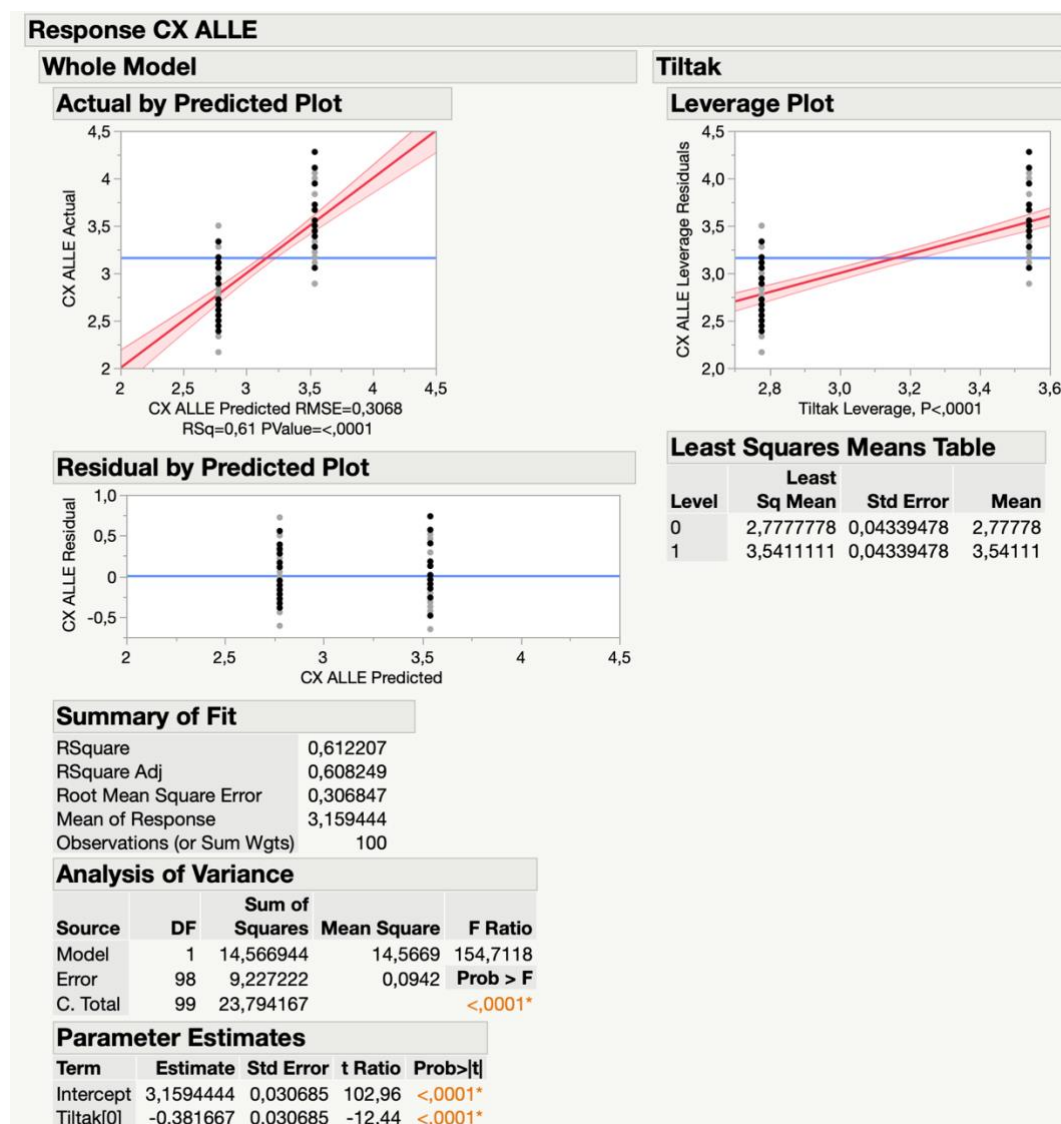 Response CX ALLE
Whole Model
Actual by Predicted Plot
4,5
4
3,5
3
2,5
2
CX ALLE Actual
2 2,5 3 3,5 4 4,5
CX ALLE Predicted RMSE=0,3068
RSq=0,61 PValue=<,0001
Residual by Predicted Plot
1,0
0,5
0
-0,5
CX ALLE Residual
2 2,5 3 3,5 4 4,5
CX ALLE Predicted
Summary of Fit
RSquare 0,612207
RSquare Adj 0,608249
Root Mean Square Error 0,306847
Mean of Response 3,159444
Observations (or Sum Wgts) 100
Analysis of Variance
Sum of
Source DF Squares Mean Square F Ratio
Model 1 14,566944 14,5669 154,7118
Error 98 9,227222 0,0942 Prob > F
C. Total 99 23,794167 <,0001*
Parameter Estimates
Term Estimate Std Error t Ratio Prob>|t|
Intercept 3,1594444 0,030685 102,96 <,0001*
Tiltak[0] -0,381667 0,030685 -12,44 <,0001*
Tiltak
Leverage Plot
4,5
4,0
3,5
3,0
2,5
2,0
CX ALLE Leverage Residuals
2,8 3,0 3,2 3,4 3,6
Tiltak Leverage, P<,0001
Least Squares Means Table
Least
Level Sq Mean Std Error Mean
0 2,7777778 0,04339478 2,77778
1 3,5411111 0,04339478 3,54111